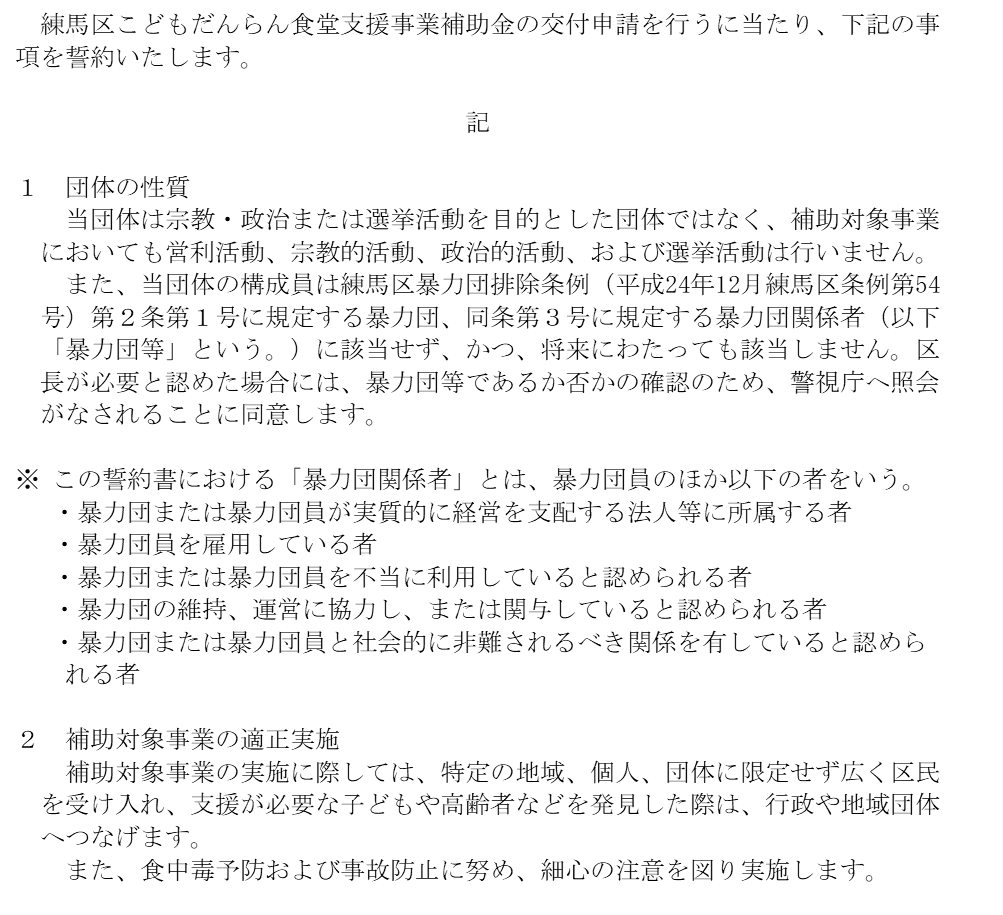 練馬区こどもだんらん食堂支援事業補助金の交付申請を行うに当たり、下記の事
項を誓約いたします。
記
１　団体の性質
当団体は宗教・政治または選挙活動を目的とした団体ではなく、補助対象事業
においても営利活動、宗教的活動、政治的活動、および選挙活動は行いません。
また、当団体の構成員は練馬区暴力団排除条例（平成24年12月練馬区条例第54
号）第２条第１号に規定する暴力団、同条第３号に規定する暴力団関係者（以下
「暴力団等」という。）に該当せず、かつ、将来にわたっても該当しません。区
長が必要と認めた場合には、暴力団等であるか否かの確認のため、警視庁へ照会
がなされることに同意します。
※ この誓約書における「暴力団関係者」とは、暴力団員のほか以下の者をいう。
・暴力団または暴力団員が実質的に経営を支配する法人等に所属する者
・暴力団員を雇用している者
・暴力団または暴力団員を不当に利用していると認められる者
・暴力団の維持、運営に協力し、または関与していると認められる者
・暴力団または暴力団員と社会的に非難されるべき関係を有していると認めら
れる者
２　補助対象事業の適正実施
補助対象事業の実施に際しては、特定の地域、個人、団体に限定せず広く区民
を受け入れ、支援が必要な子どもや高齢者などを発見した際は、行政や地域団体
へつなげます。
また、食中毒予防および事故防止に努め、細心の注意を図り実施します。